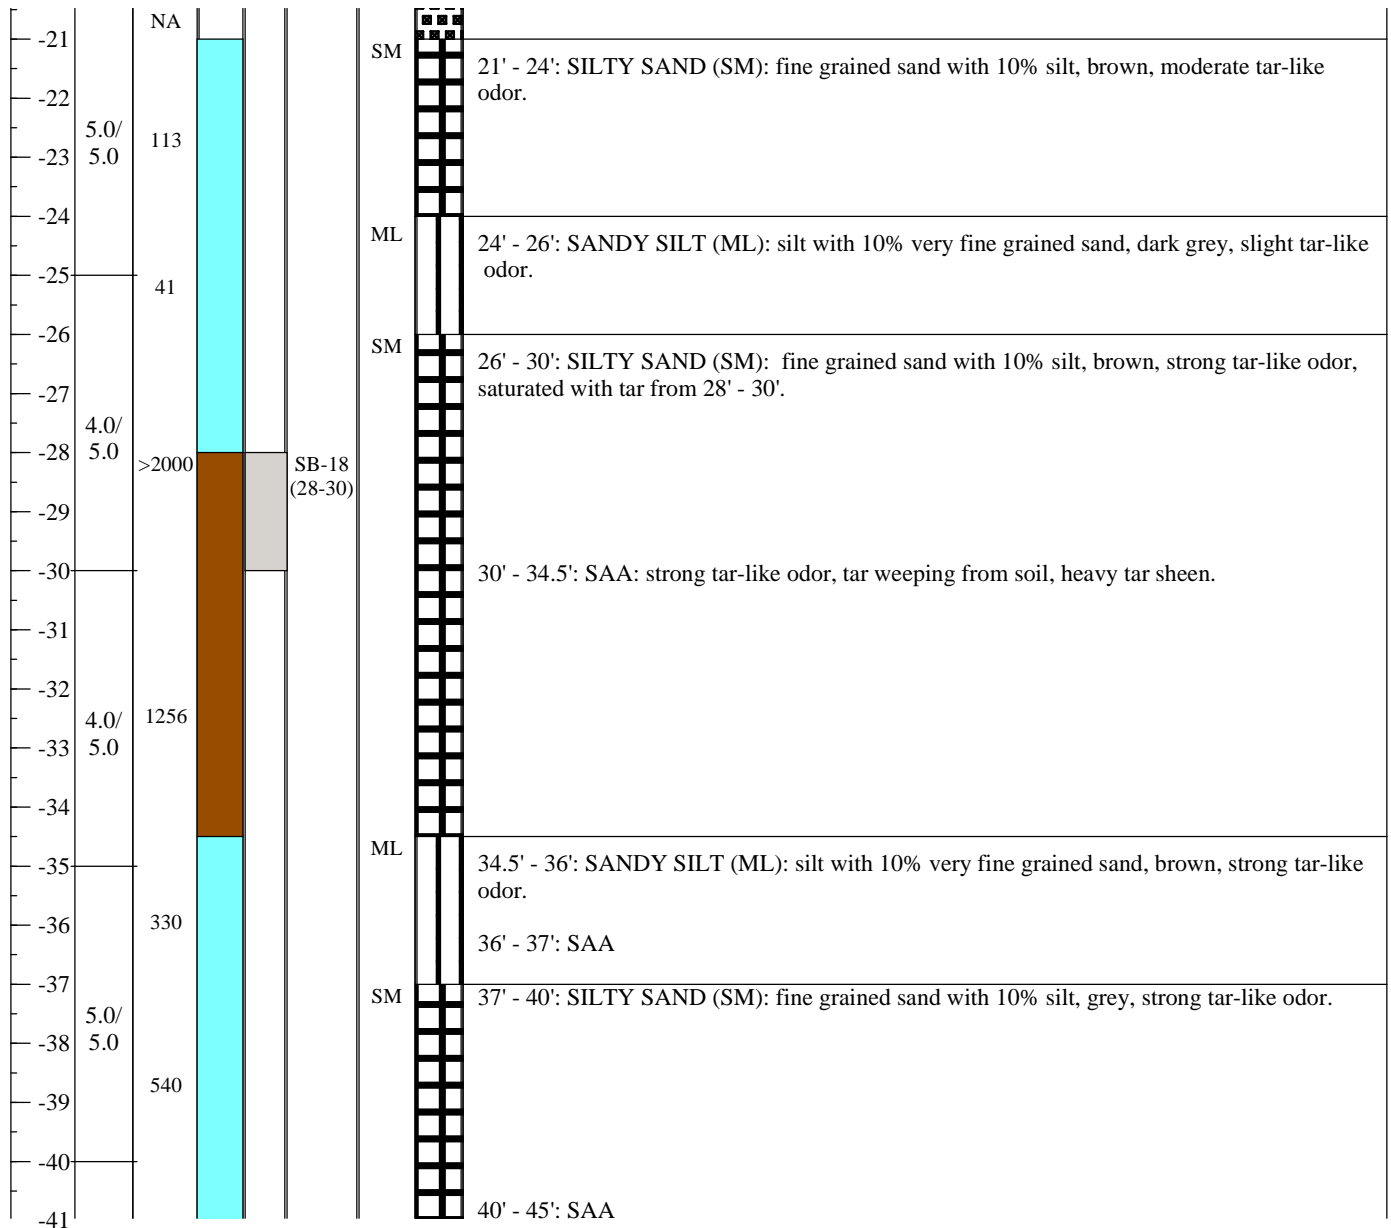 NA
-21
SM
21' - 24': SILTY SAND (SM): fine grained sand with 10% silt, brown, moderate tar-like
odor.
-22
5.0/
5.0
113
-23
-24
ML
24' - 26': SANDY SILT (ML): silt with 10% very fine grained sand, dark grey, slight tar-like
odor.
-25
41
-26
SM
26' - 30': SILTY SAND (SM):  fine grained sand with 10% silt, brown, strong tar-like odor,
saturated with tar from 28' - 30'.
-27
4.0/
5.0
-28
>2000
SB-18
(28-30)
-29
-30
30' - 34.5': SAA: strong tar-like odor, tar weeping from soil, heavy tar sheen.
-31
-32
4.0/
5.0
1256
-33
-34
ML
34.5' - 36': SANDY SILT (ML): silt with 10% very fine grained sand, brown, strong tar-like
odor.
-35
-36
330
36' - 37': SAA
-37
SM
37' - 40': SILTY SAND (SM): fine grained sand with 10% silt, grey, strong tar-like odor.
5.0/
5.0
-38
540
-39
-40
40' - 45': SAA
-41